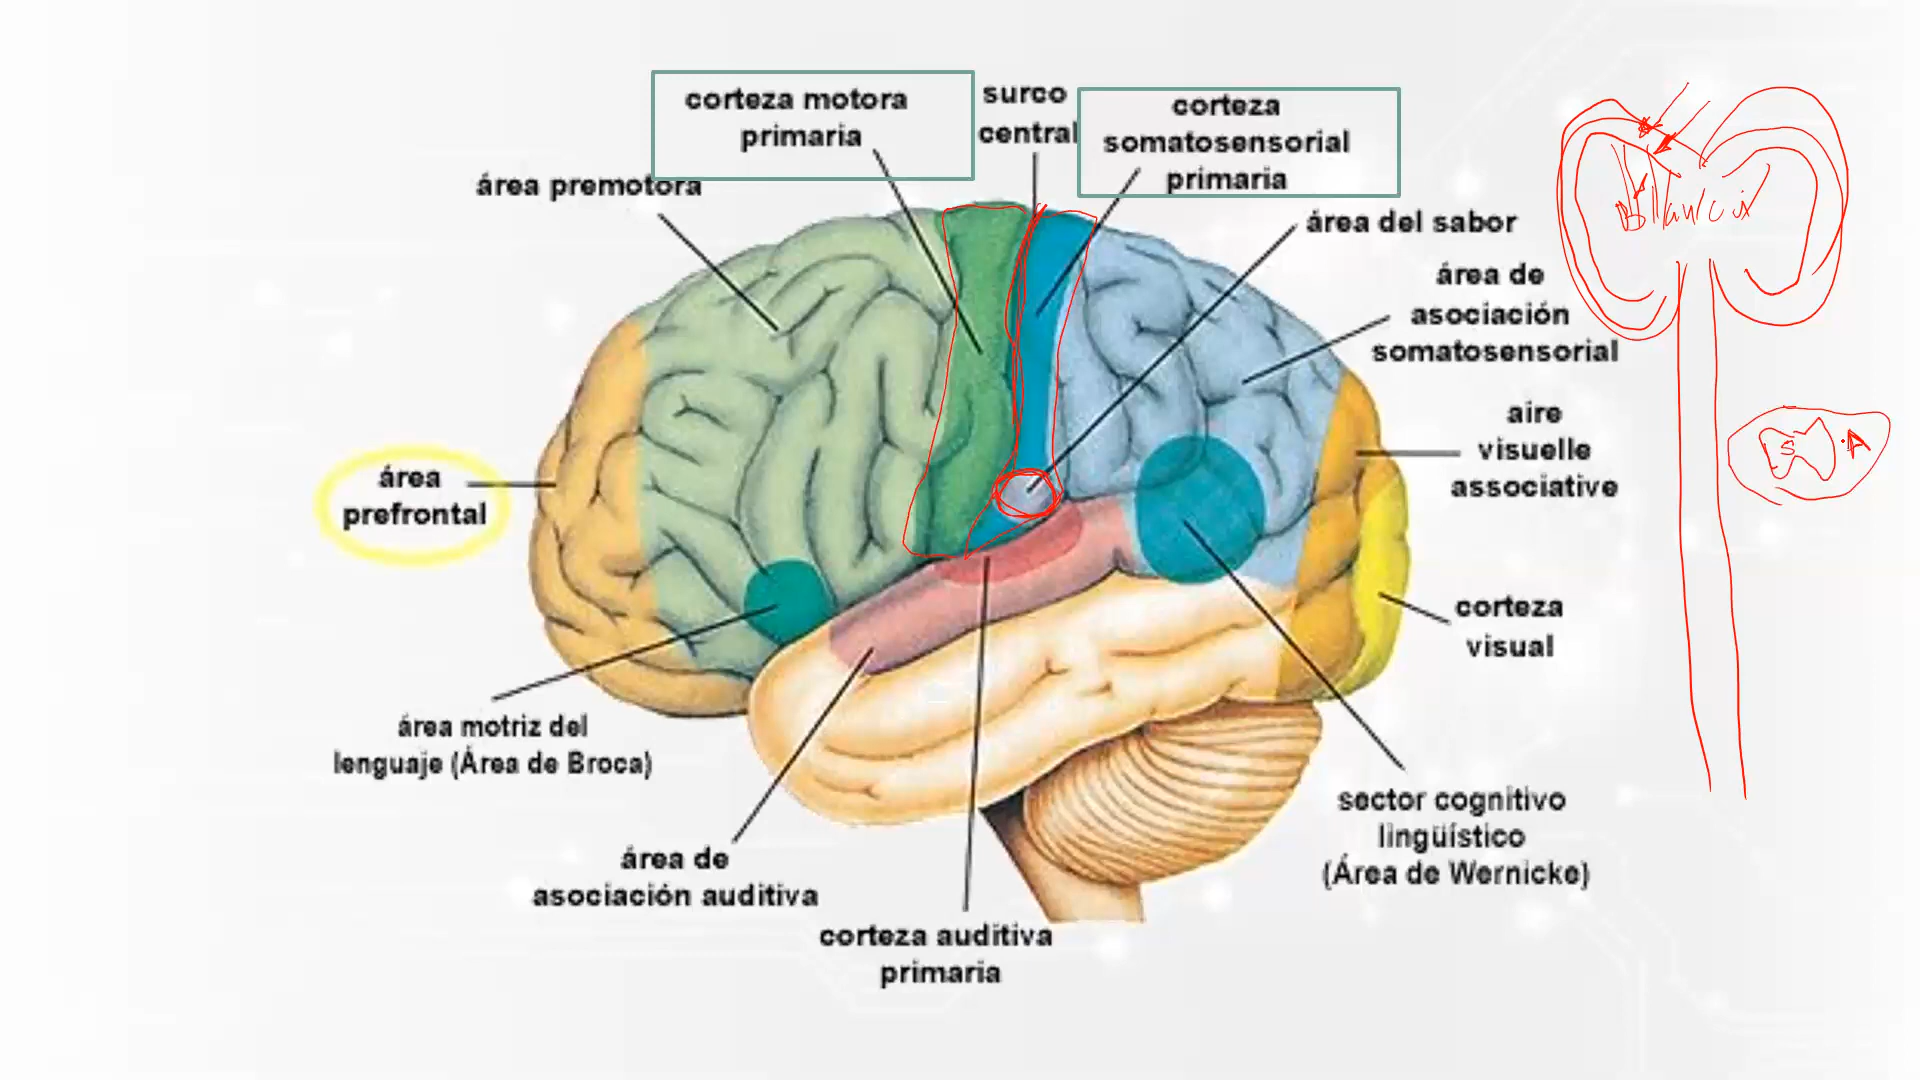 corteza motora
primaria
surco
central
corteza
somatosensorial
primaria
área premotora
área del sabor
área de
asociación
somatosensorial
aire
visuelle
associative
área
prefrontal
corteza
visual
área motriz del
lenguaje (Área de Broca)
sector cognitivo
lingüístico
(Área de Wernicke)
área de
asociación auditiva
corteza auditiva
primaria
Blanca
S
A